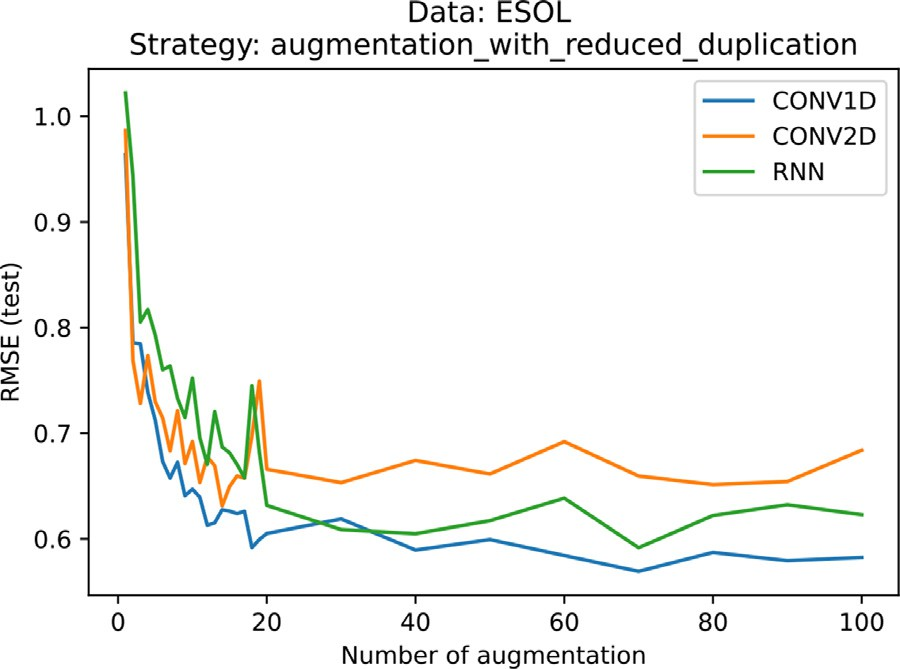 Data: ESOL
Strategy: augmentation_with_reduced_duplication
CONV1D
CONV2D
RNN
RMSE (test)
1.0
0.9
0.8
0.7
0.6
0
20
40
60
80
100
Number of augmentation